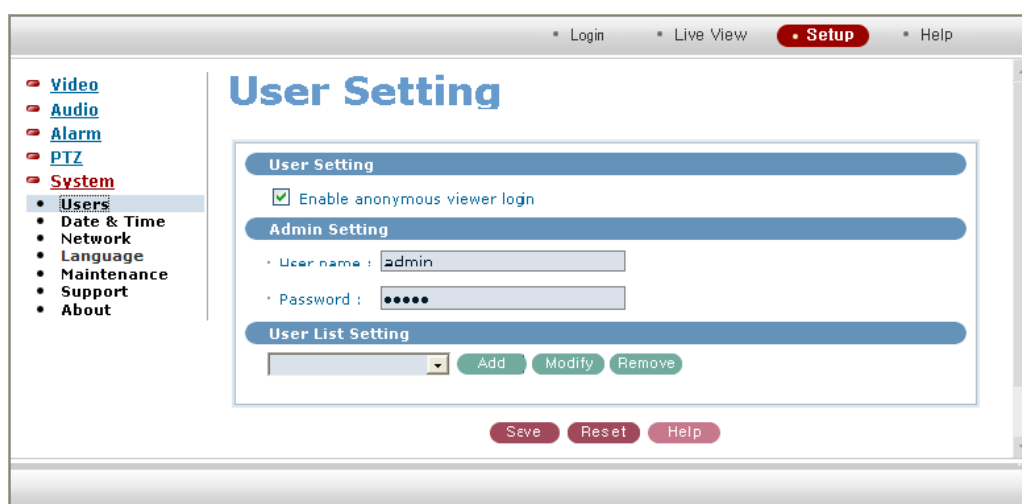 Login Live View Setup Help
Video
Audio
Alarm
PTZ
System
Users
Date & Time
Network
Language
Maintenance
Support
About
User Setting
User Setting
Enable anonymous viewer login
Admin Setting
User name : admin
Password : •••••
User List Setting
Add Modify Remove
Save Reset Help